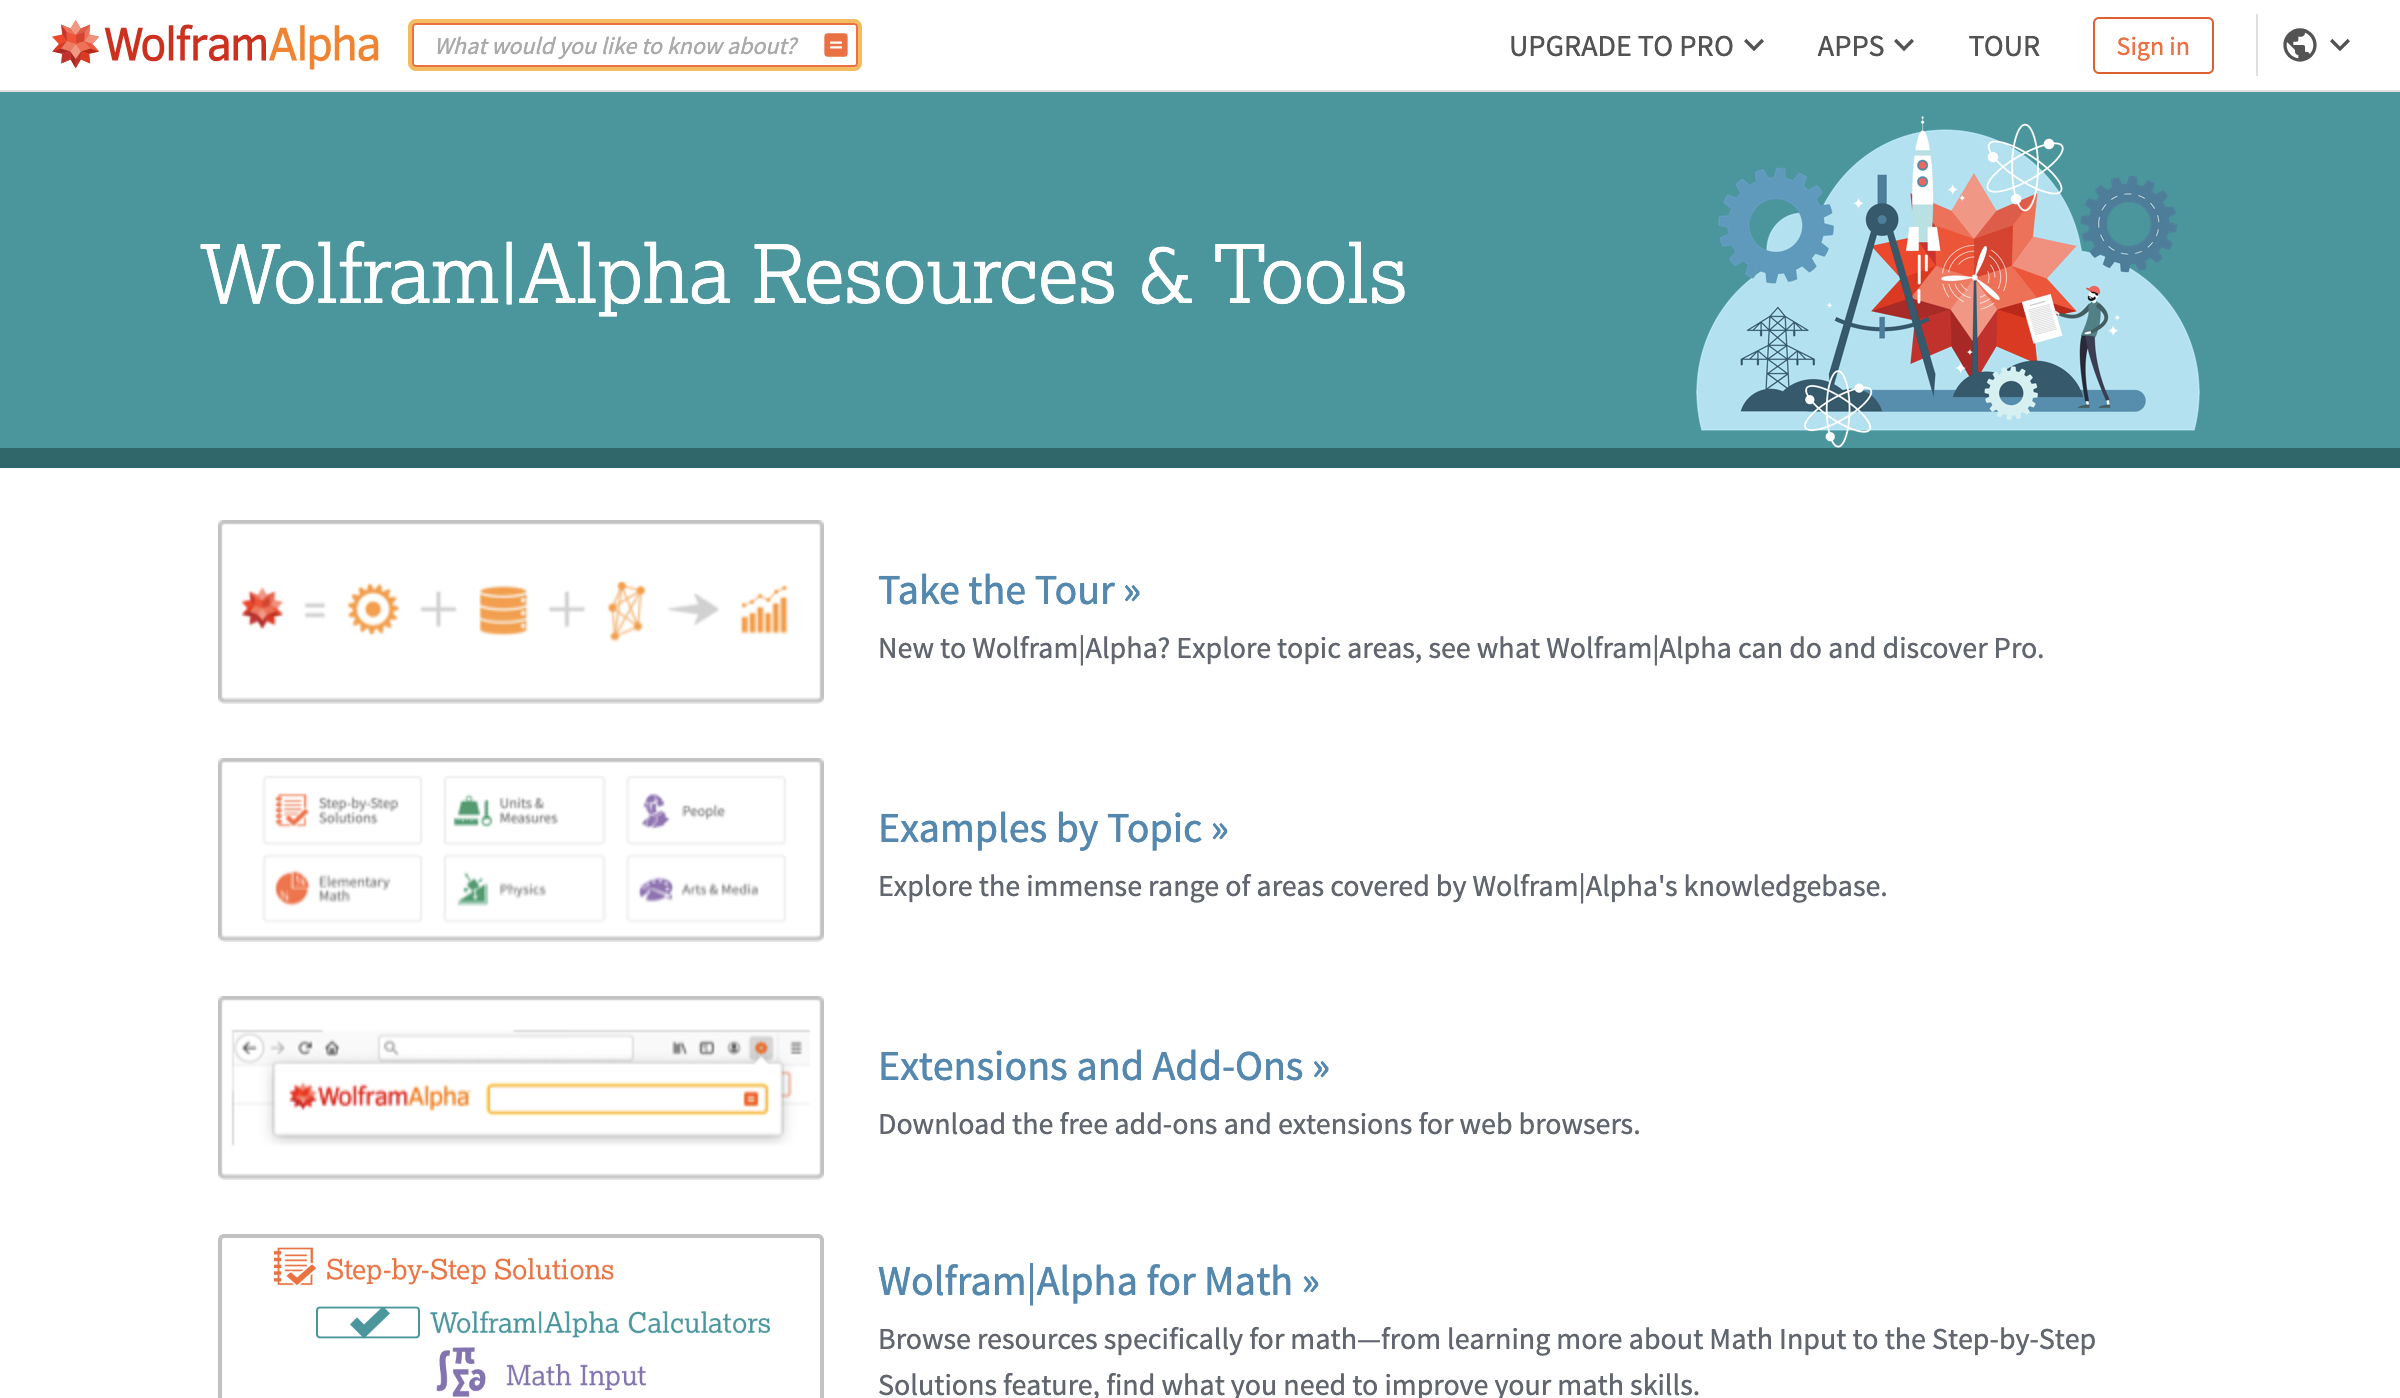 WolframAlpha
What would you like to know about?
UPGRADE TO PRO
APPS
TOUR
Sign in
Wolfram|Alpha Resources & Tools
Take the Tour »
New to Wolfram|Alpha? Explore topic areas, see what Wolfram|Alpha can do and discover Pro.
Step-by-Step
Solutions
Units &
Measures
People
Elementary
Math
Physics
Arts & Media
Examples by Topic »
Explore the immense range of areas covered by Wolfram|Alpha's knowledgebase.
WolframAlpha
Extensions and Add-Ons »
Download the free add-ons and extensions for web browsers.
Step-by-Step Solutions
Wolfram|Alpha Calculators
∫π∑∂ Math Input
Wolfram|Alpha for Math »
Browse resources specifically for math—from learning more about Math Input to the Step-by-Step
Solutions feature, find what you need to improve your math skills.